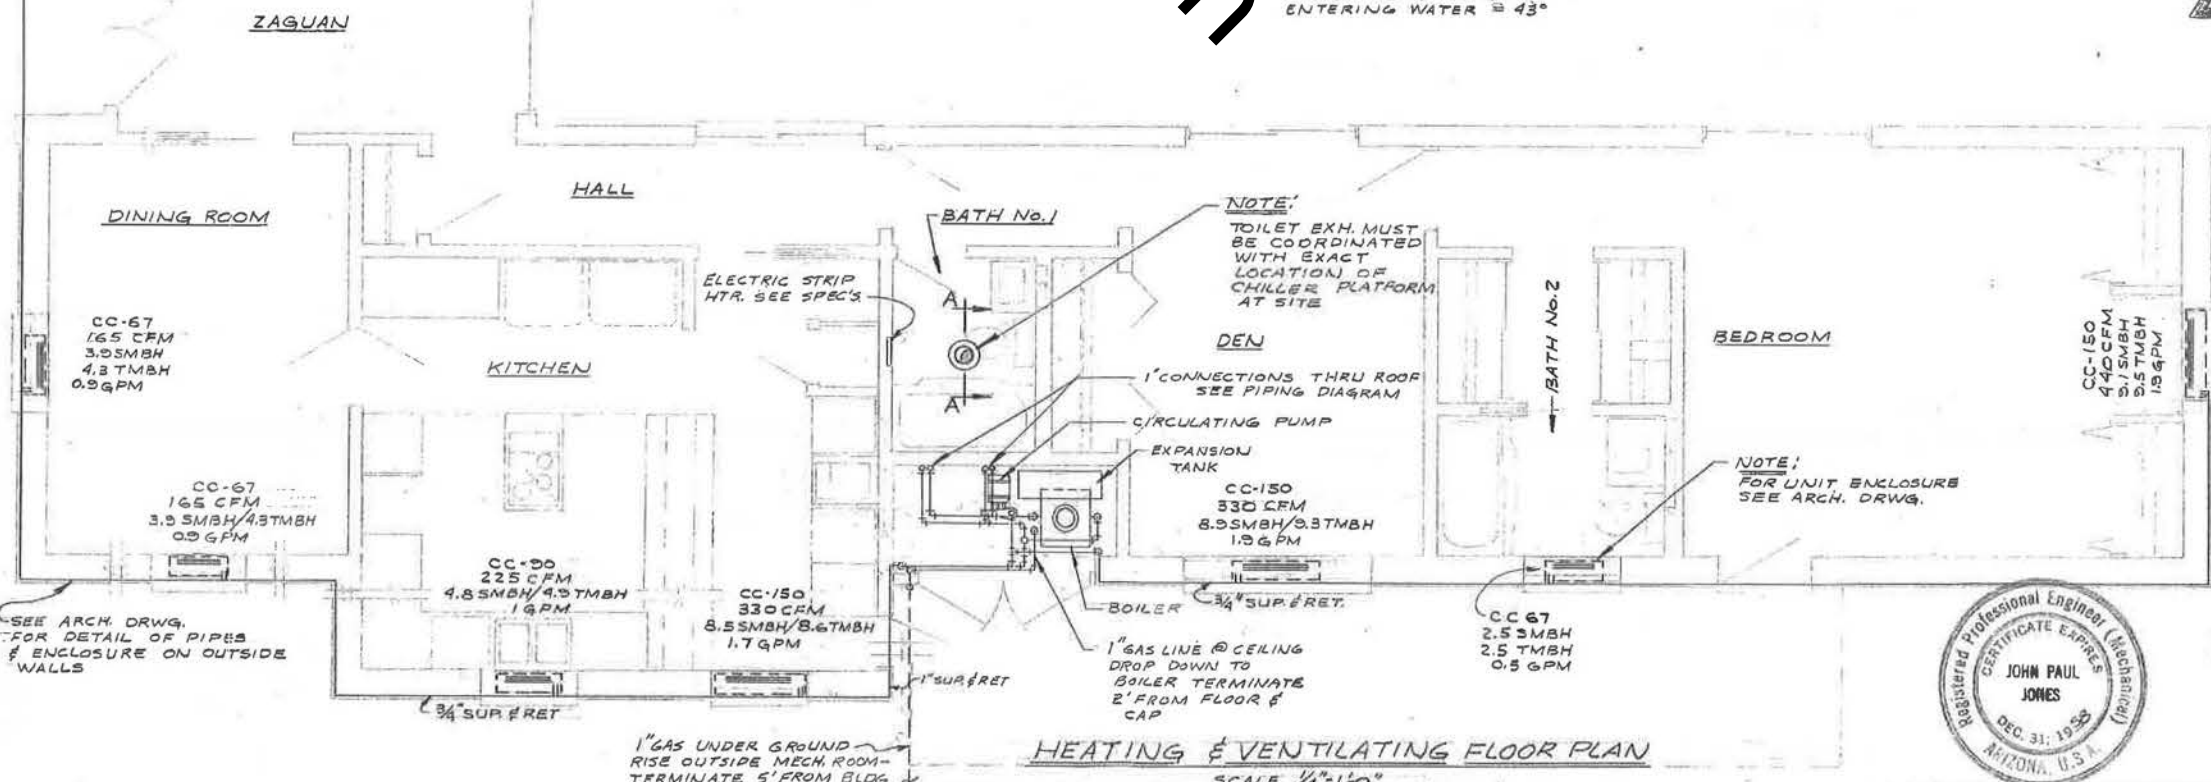 ZAGUAN
ENTERING WATER = 43°
DINING ROOM
HALL
BATH No.1
NOTE:
TOILET EXH. MUST
BE COORDINATED
WITH EXACT
LOCATION OF
CHILLER PLATFORM
AT SITE
ELECTRIC STRIP
HTR. SEE SPEC'S.
A
A
CC-67
165 CFM
3.9 SMBH
4.3 TMBH
0.9 GPM
KITCHEN
DEN
BATH No.2
BEDROOM
CC-150
440 CFM
9.1 SMBH
9.5 TMBH
1.9 GPM
1" CONNECTIONS THRU ROOF
SEE PIPING DIAGRAM
CIRCULATING PUMP
EXPANSION
TANK
CC-67
165 CFM
3.9 SMBH/4.3 TMBH
0.9 GPM
CC-150
330 CFM
8.9 SMBH/9.3 TMBH
1.9 GPM
NOTE:
FOR UNIT ENCLOSURE
SEE ARCH. DRWG.
CC-90
225 CFM
4.8 SMBH/4.9 TMBH
1 GPM
CC-150
330 CFM
8.5 SMBH/8.6 TMBH
1.7 GPM
SEE ARCH. DRWG.
FOR DETAIL OF PIPES
& ENCLOSURE ON OUTSIDE
WALLS
BOILER
3/4" SUP. & RET.
CC 67
2.5 SMBH
2.5 TMBH
0.5 GPM
1" GAS LINE @ CEILING
DROP DOWN TO
BOILER TERMINATE
2' FROM FLOOR &
CAP
1" SUP. & RET
3/4" SUP. & RET
1" GAS UNDER GROUND
RISE OUTSIDE MECH. ROOM-
TERMINATE 5' FROM BLDG
HEATING & VENTILATING FLOOR PLAN
SCALE 1/4"=1'-0"
Registered Professional Engineer (Mechanical)
CERTIFICATE EXPIRES
JOHN PAUL
JONES
DEC. 31, 1958
ARIZONA, U.S.A.